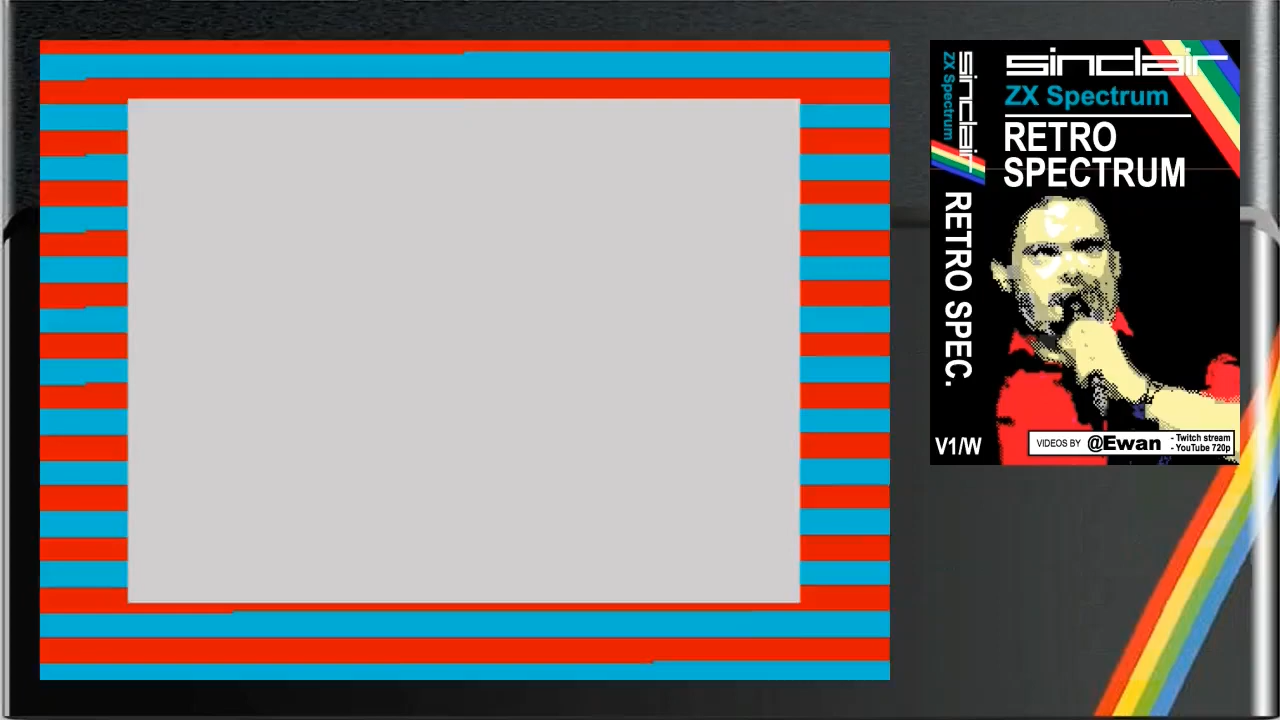 sinclair
ZX Spectrum
RETRO SPEC.
V1/W
sinclair
ZX Spectrum
RETRO
SPECTRUM
VIDEOS BY @Ewan - Twitch stream
- YouTube 720p